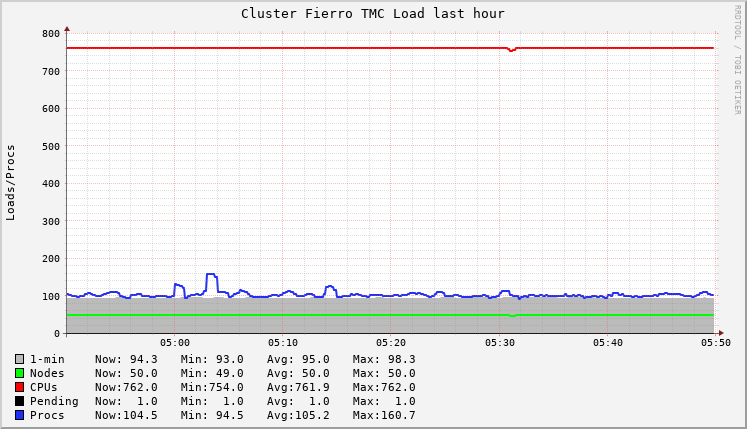 Cluster Fierro TMC Load last hour
RRDTOOL / TOBI OETIKER
Loads/Procs
800
700
600
500
400
300
200
100
0
05:00 05:10 05:20 05:30 05:40 05:50
1-min Now: 94.3 Min: 93.0 Avg: 95.0 Max: 98.3
Nodes Now: 50.0 Min: 49.0 Avg: 50.0 Max: 50.0
CPUs Now:762.0 Min:754.0 Avg:761.9 Max:762.0
Pending Now: 1.0 Min: 1.0 Avg: 1.0 Max: 1.0
Procs Now:104.5 Min: 94.5 Avg:105.2 Max:160.7